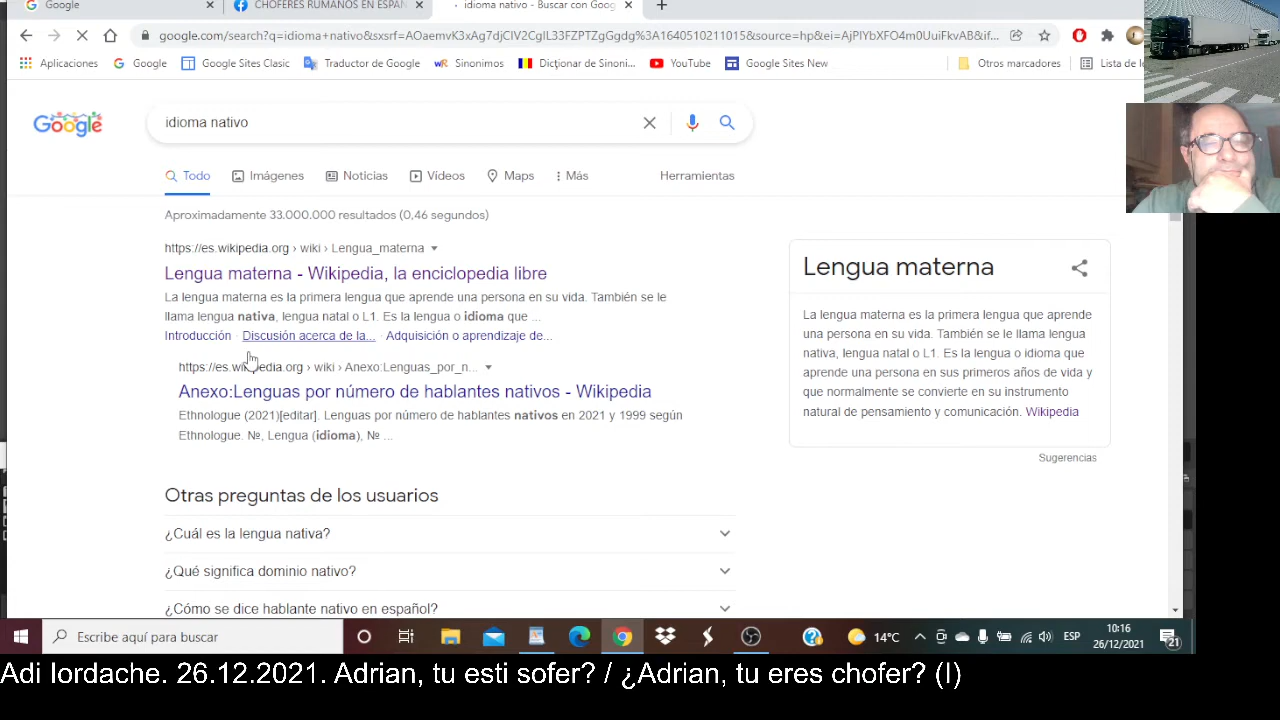 Google
CHOFERES RUMANOS EN ESPAÑ
idioma nativo - Buscar con Goog
google.com/search?q=idioma+nativo&sxsrf=AOaemvK3xAg7djClV2CgIL33FZPTZgGgdg%3A1640510211015&source=hp&ei=AjPIYbXFO4m0UuiFkvAB&if...
Aplicaciones
Google
Google Sites Clasic
Traductor de Google
Sinonimos
Dicţionar de Sinoni...
YouTube
Google Sites New
Otros marcadores
Lista de le
Google
idioma nativo
Todo
Imágenes
Noticias
Vídeos
Maps
Más
Herramientas
Aproximadamente 33.000.000 resultados (0,46 segundos)
https://es.wikipedia.org › wiki › Lengua_materna
Lengua materna - Wikipedia, la enciclopedia libre
La lengua materna es la primera lengua que aprende una persona en su vida. También se le
llama lengua nativa, lengua natal o L1. Es la lengua o idioma que ...
Introducción · Discusión acerca de la... · Adquisición o aprendizaje de...
https://es.wikipedia.org › wiki › Anexo:Lenguas_por_n...
Anexo:Lenguas por número de hablantes nativos - Wikipedia
Ethnologue (2021)[editar]. Lenguas por número de hablantes nativos en 2021 y 1999 según
Ethnologue. №, Lengua (idioma), № ...
Otras preguntas de los usuarios
¿Cuál es la lengua nativa?
¿Qué significa dominio nativo?
¿Cómo se dice hablante nativo en español?
Lengua materna
La lengua materna es la primera lengua que aprende
una persona en su vida. También se le llama lengua
nativa, lengua natal o L1. Es la lengua o idioma que
aprende una persona en sus primeros años de vida y
que normalmente se convierte en su instrumento
natural de pensamiento y comunicación. Wikipedia
Sugerencias
Escribe aquí para buscar
14°C
ESP
10:16
26/12/2021
21
Adi Iordache. 26.12.2021. Adrian, tu esti sofer? / ¿Adrian, tu eres chofer? (I)